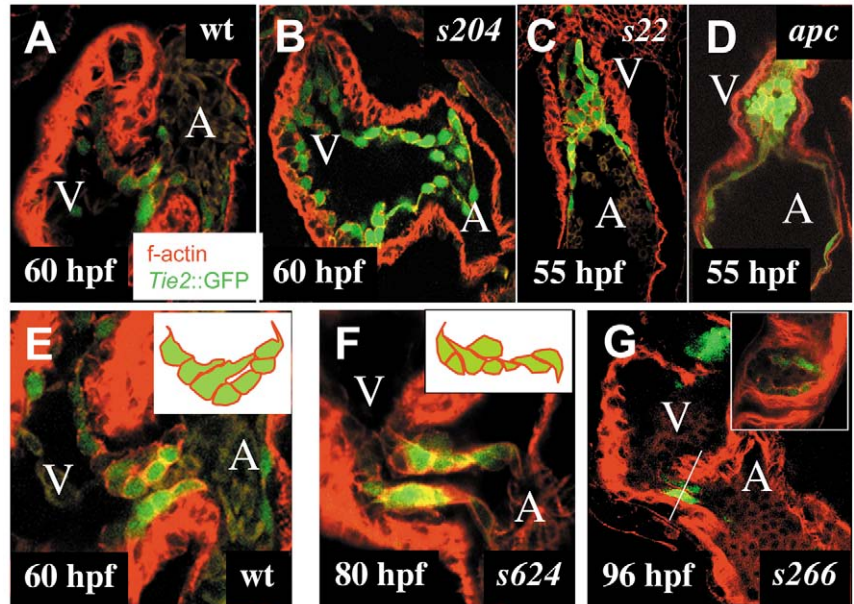 A wt
V A
60 hpf
f-actin
Tie2::GFP
B s204
V
A
60 hpf
C s22
V
A
55 hpf
D apc
V
A
55 hpf
E
V A
60 hpf wt
F
V
A
80 hpf s624
G
V
A
96 hpf s266